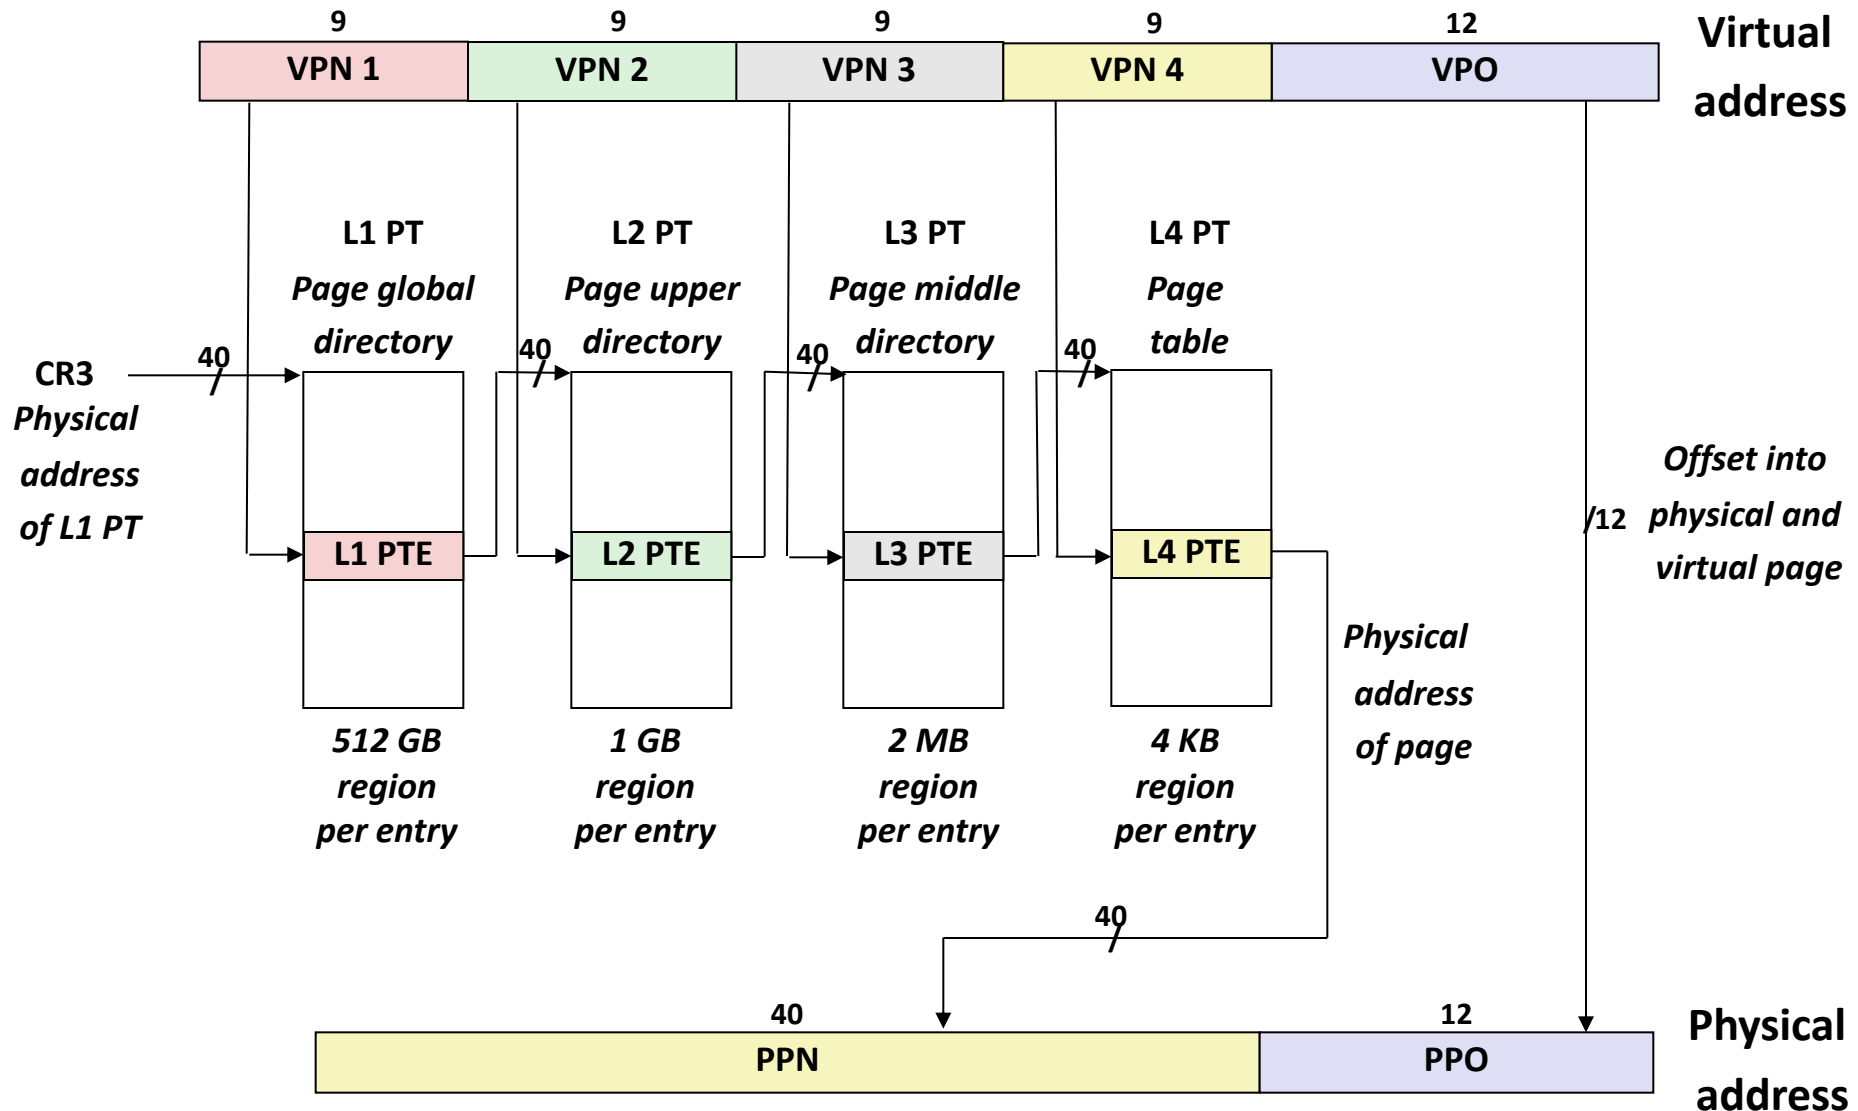 9 9 9 9 12
VPN 1 VPN 2 VPN 3 VPN 4 VPO
Virtual
address
L1 PT
Page global
directory
L2 PT
Page upper
directory
L3 PT
Page middle
directory
L4 PT
Page
table
40 40 40 40
CR3
Physical
address
of L1 PT
L1 PTE L2 PTE L3 PTE L4 PTE
/12
Offset into
physical and
virtual page
512 GB
region
per entry
1 GB
region
per entry
2 MB
region
per entry
4 KB
region
per entry
Physical
address
of page
40
40 12
PPN PPO
Physical
address